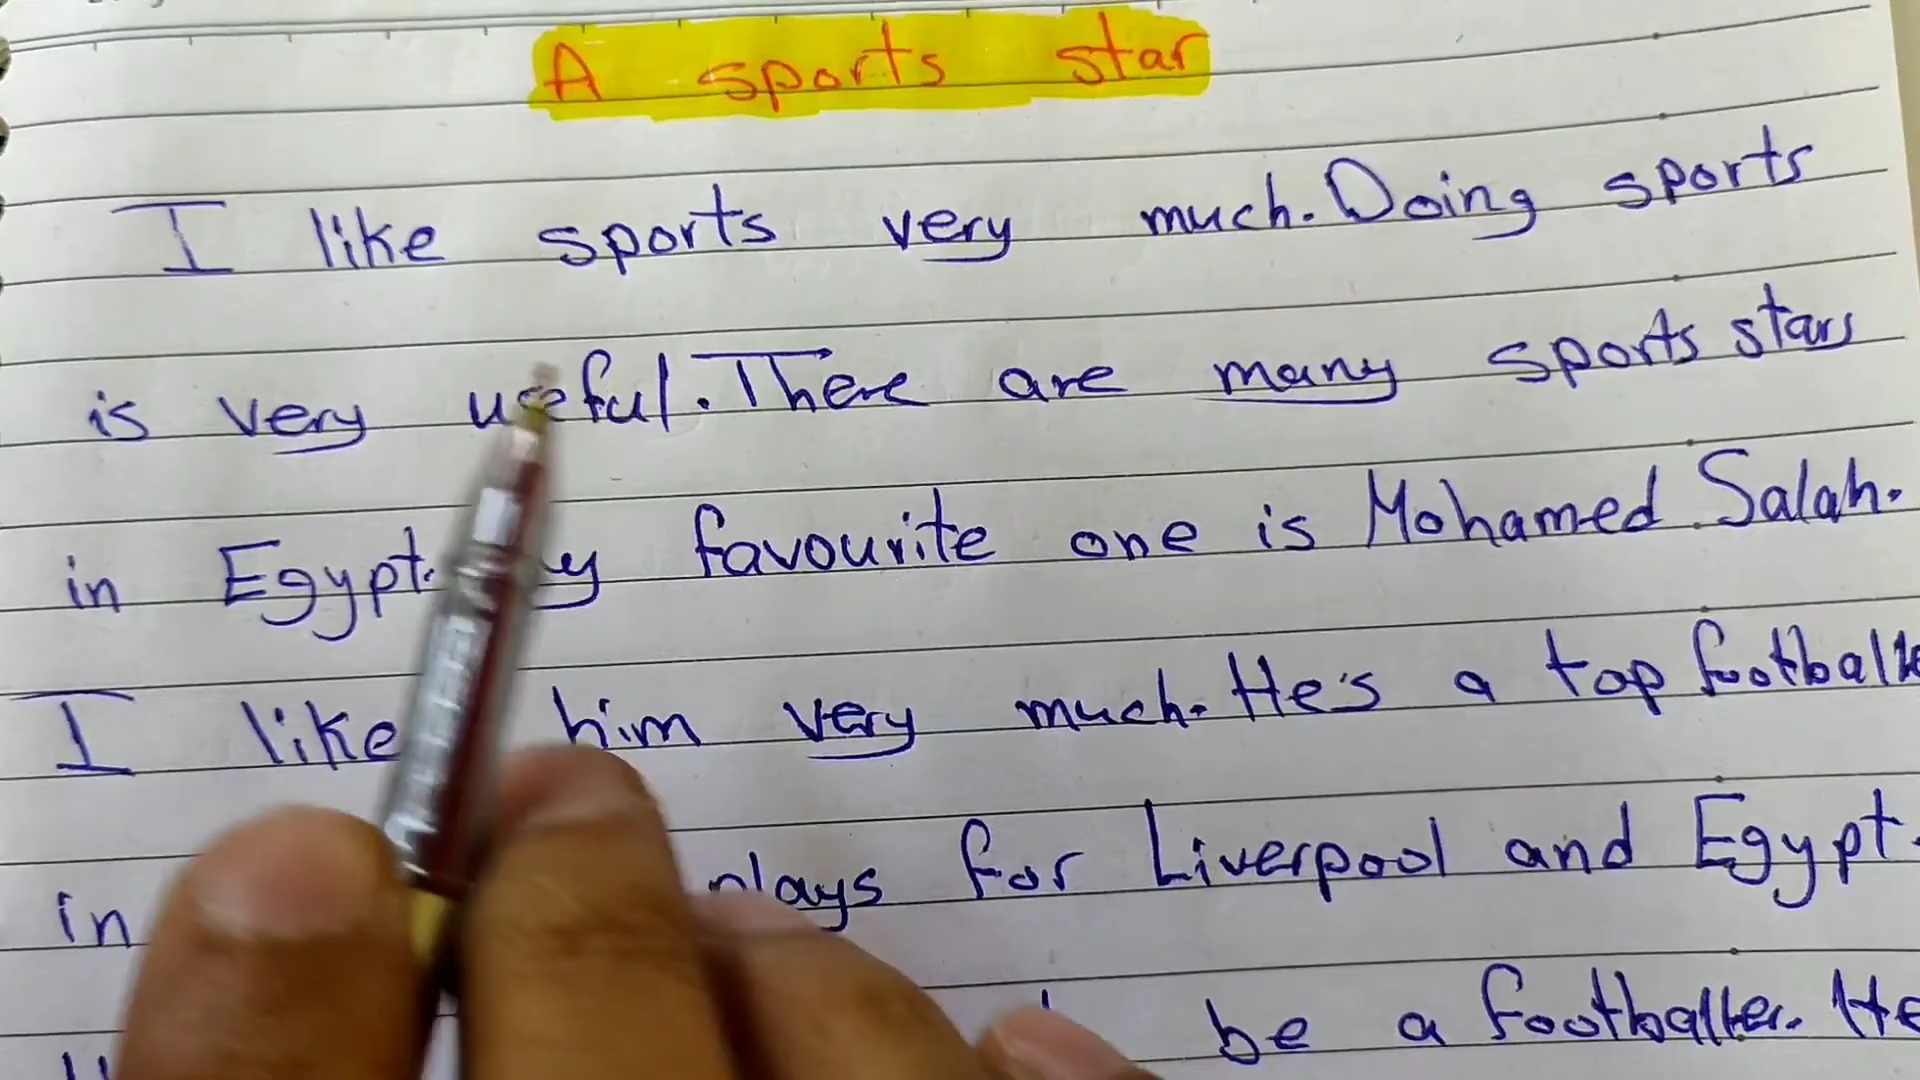 A sports star
I like sports very much. Doing sports
is very useful. There are many sports stars
in Egypt. favourite one is Mohamed Salah.
I like him very much. He's a top
in plays for Liverpool and Egypt.
be a footballer. He